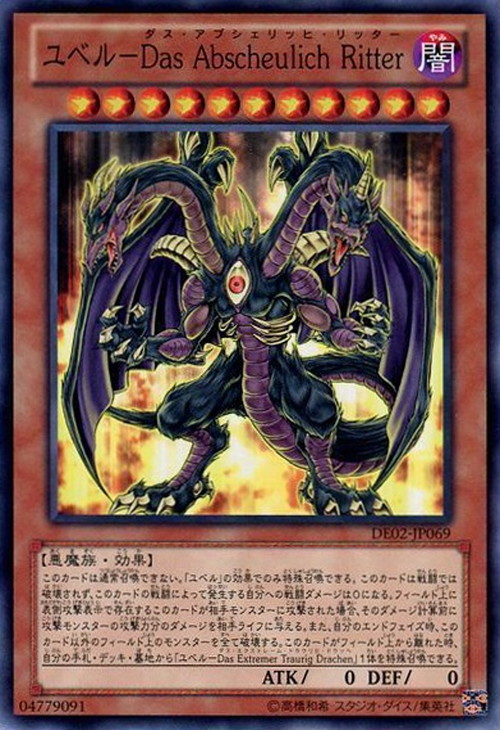 ダス・アブシェリッヒ・リッター
ユベル－Das Abscheulich Ritter
やみ
闇
DE02-JP069
【悪魔族・効果】
このカードは通常召喚できない。「ユベル」の効果でのみ特殊召喚できる。このカードは戦闘では
破壊されず、このカードの戦闘によって発生する自分への戦闘ダメージは0になる。フィールド上に
表側攻撃表示で存在するこのカードが相手モンスターに攻撃された場合、そのダメージ計算前に
攻撃モンスターの攻撃力分のダメージを相手ライフに与える。また、自分のエンドフェイズ時、この
カード以外のフィールド上のモンスターを全て破壊する。このカードがフィールド上から離れた時、
自分の手札・デッキ・墓地から「ユベル－Das Extremer Traurig Drachen」1体を特殊召喚できる。
ATK/ 0 DEF/ 0
04779091
©高橋和希 スタジオ・ダイス/集英社